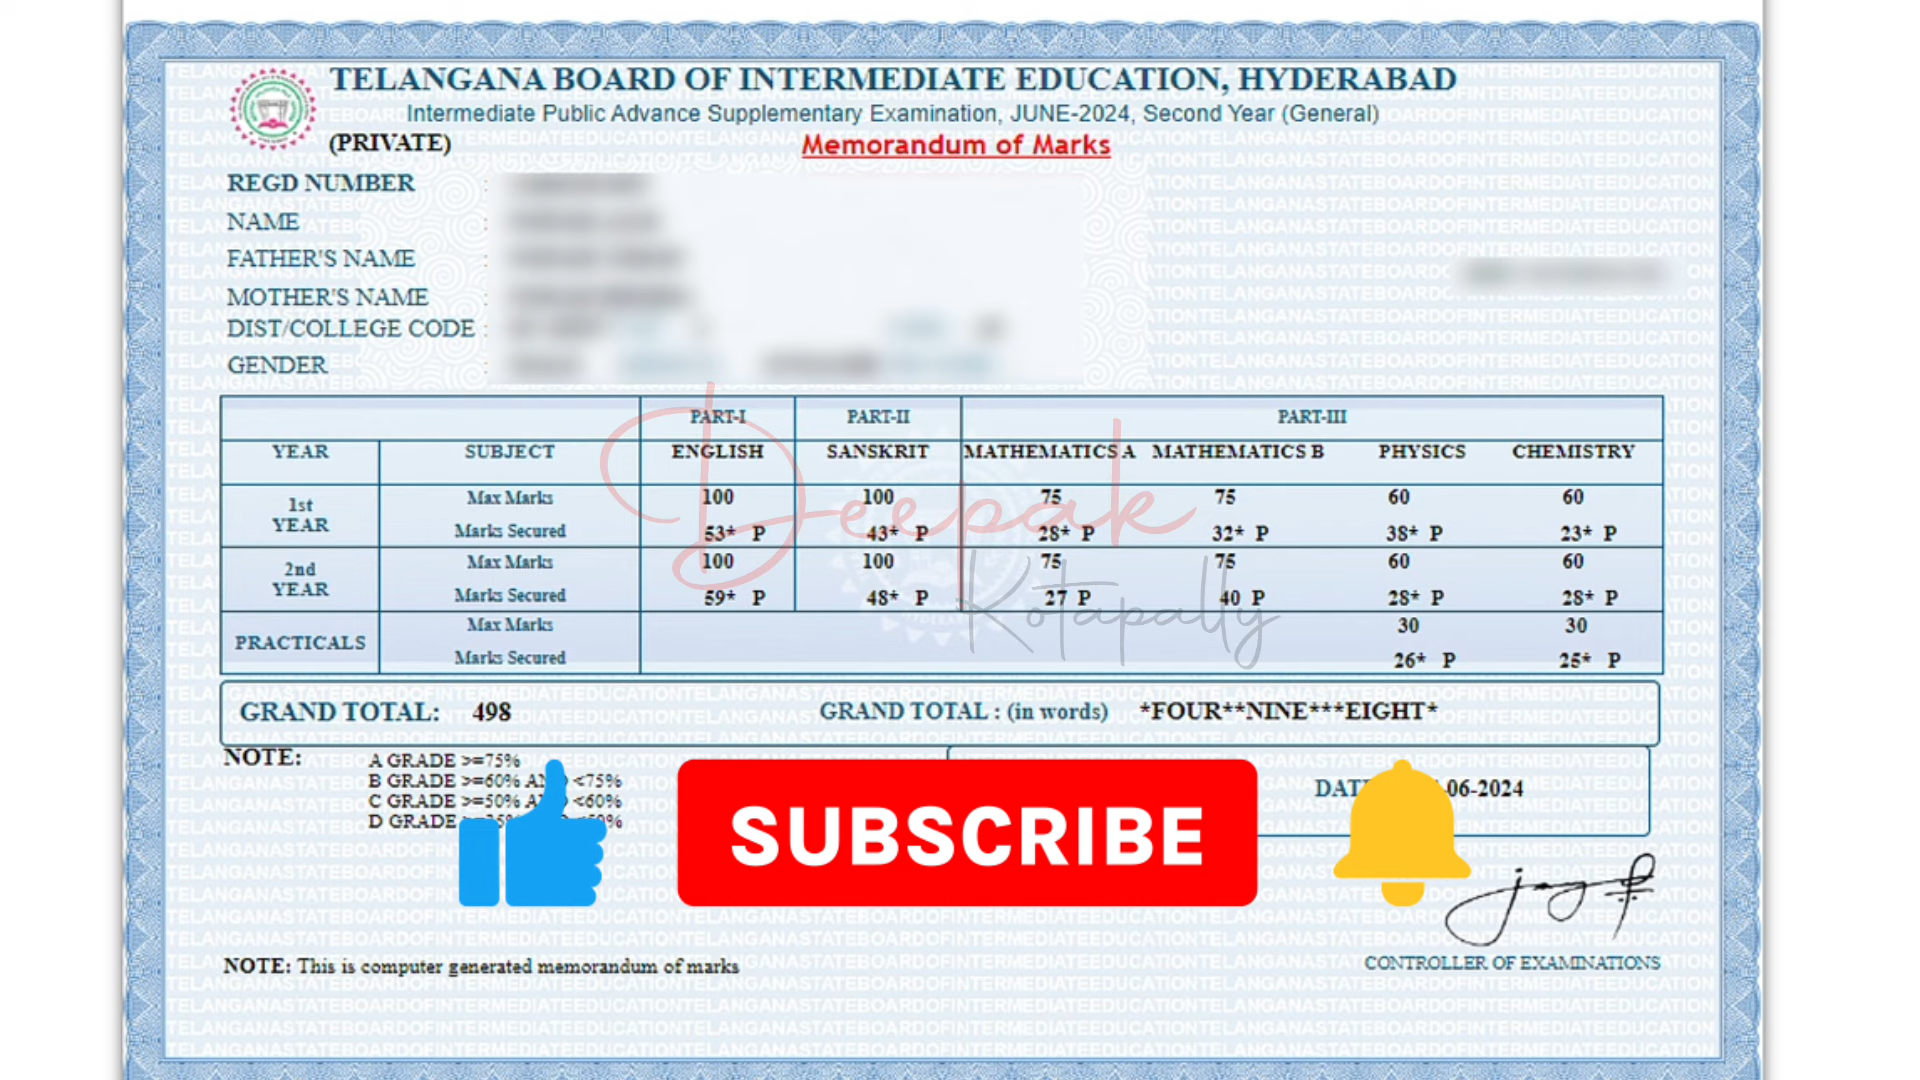 TELANGANA BOARD OF INTERMEDIATE EDUCATION, HYDERABAD
Intermediate Public Advance Supplementary Examination, JUNE-2024, Second Year (General)
(PRIVATE)
Memorandum of Marks
REGD NUMBER :
NAME :
FATHER'S NAME :
MOTHER'S NAME :
DIST/COLLEGE CODE :
GENDER :
PART-I PART-II PART-III
YEAR SUBJECT ENGLISH SANSKRIT MATHEMATICS A MATHEMATICS B PHYSICS CHEMISTRY
1st YEAR Max Marks 100 100 75 75 60 60
Marks Secured 53* P 43* P 28* P 32* P 38* P 23* P
2nd YEAR Max Marks 100 100 75 75 60 60
Marks Secured 59* P 48* P 27 P 40 P 28* P 28* P
PRACTICALS Max Marks 30 30
Marks Secured 26* P 25* P
Deepak
Kotapally
GRAND TOTAL: 498 GRAND TOTAL : (in words) *FOUR**NINE***EIGHT*
NOTE: A GRADE >=75%
B GRADE >=60% AND <75%
C GRADE >=50% AND <60%
D GRADE
-06-2024
SUBSCRIBE
CONTROLLER OF EXAMINATIONS
NOTE: This is computer generated memorandum of marks